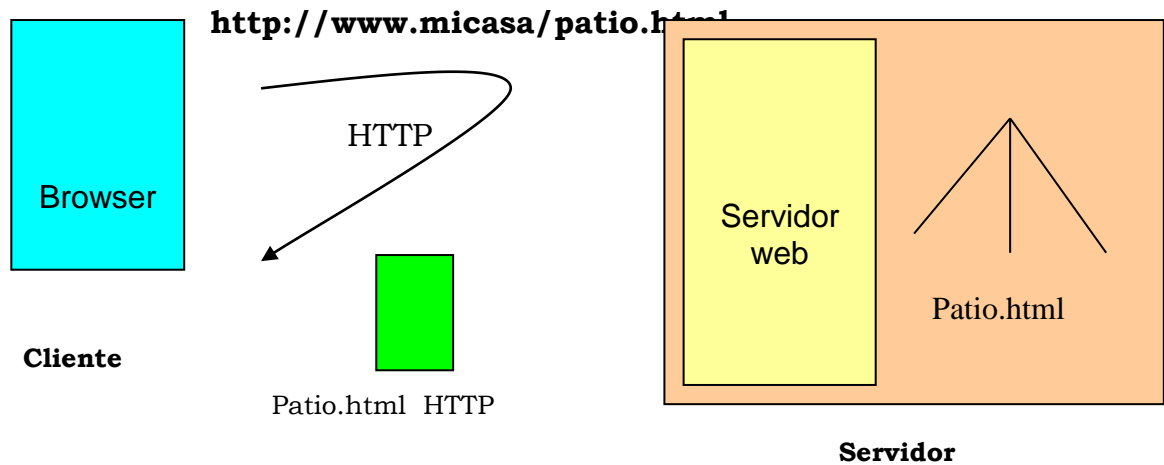 http://www.micasa/patio.html
HTTP
Browser
Servidor
web
Patio.html
Cliente
Patio.html HTTP
Servidor